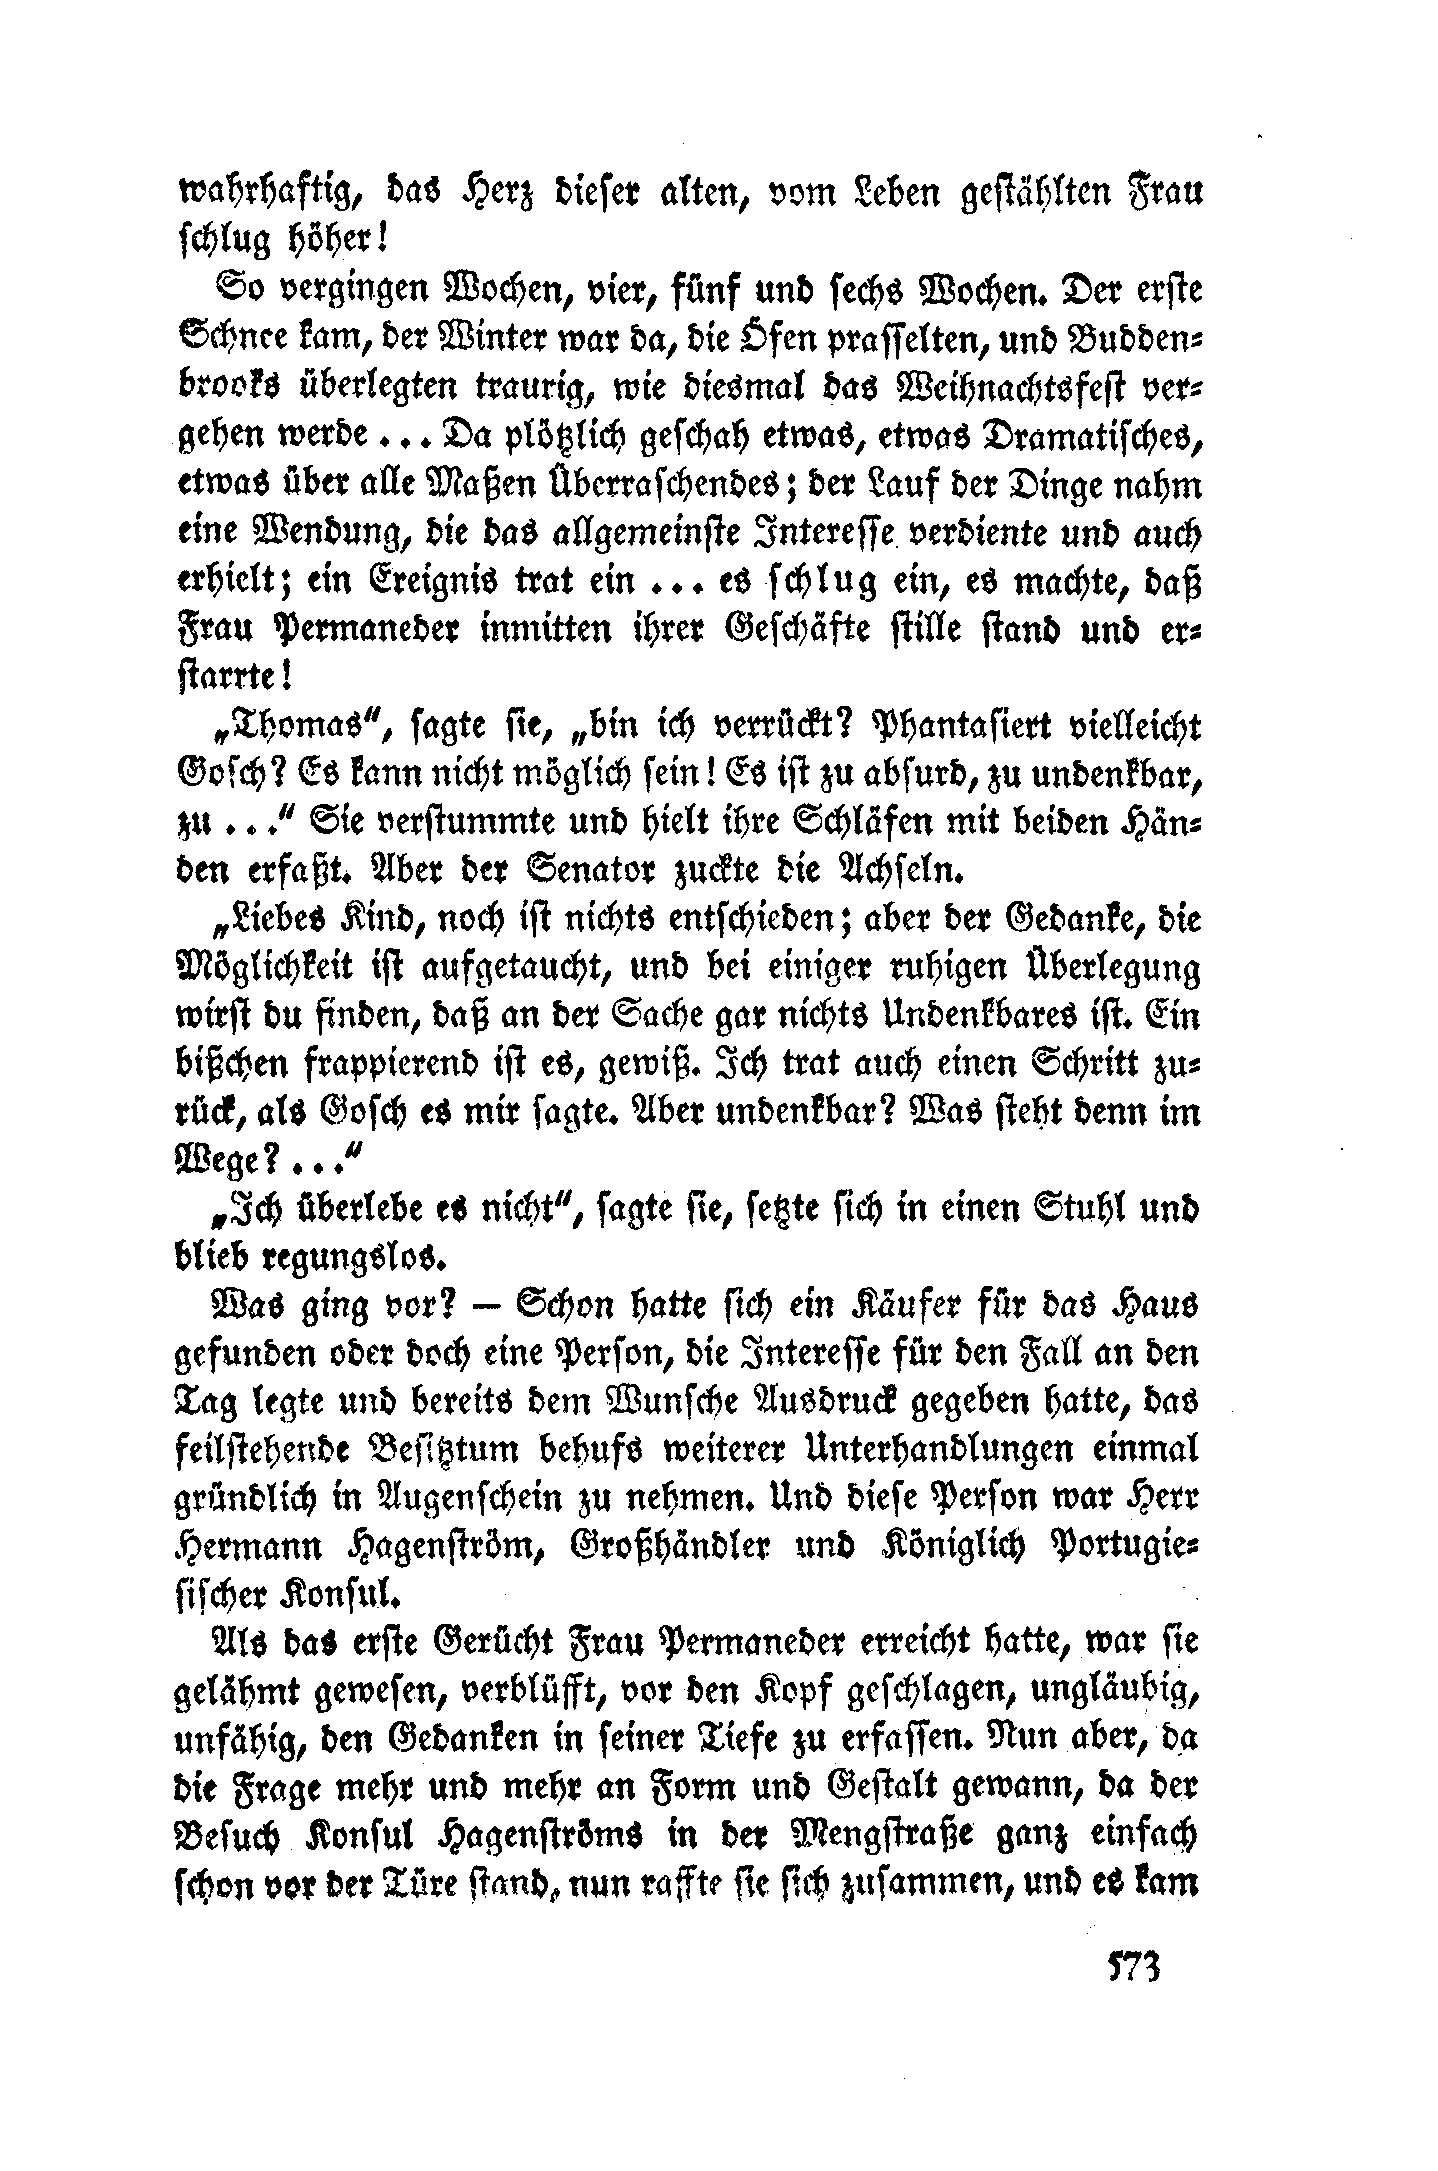 wahrhaftig, das Herz dieser alten, vom Leben gestählten Frau
schlug höher!
So vergingen Wochen, vier, fünf und sechs Wochen. Der erste
Schnee kam, der Winter war da, die Öfen prasselten, und Budden-
brooks überlegten traurig, wie diesmal das Weihnachtsfest ver-
gehen werde ... Da plötzlich geschah etwas, etwas Dramatisches,
etwas über alle Maßen Überraschendes; der Lauf der Dinge nahm
eine Wendung, die das allgemeinste Interesse verdiente und auch
erhielt; ein Ereignis trat ein ... es schlug ein, es machte, daß
Frau Permaneder inmitten ihrer Geschäfte stille stand und er-
starrte!
„Thomas“, sagte sie, „bin ich verrückt? Phantasiert vielleicht
Gosch? Es kann nicht möglich sein! Es ist zu absurd, zu undenkbar,
zu ...“ Sie verstummte und hielt ihre Schläfen mit beiden Hän-
den erfaßt. Aber der Senator zuckte die Achseln.
„Liebes Kind, noch ist nichts entschieden; aber der Gedanke, die
Möglichkeit ist aufgetaucht, und bei einiger ruhigen Überlegung
wirst du finden, daß an der Sache gar nichts Undenkbares ist. Ein
bißchen frappierend ist es, gewiß. Ich trat auch einen Schritt zu-
rück, als Gosch es mir sagte. Aber undenkbar? Was steht denn im
Wege? ...“
„Ich überlebe es nicht“, sagte sie, setzte sich in einen Stuhl und
blieb regungslos.
Was ging vor? — Schon hatte sich ein Käufer für das Haus
gefunden oder doch eine Person, die Interesse für den Fall an den
Tag legte und bereits dem Wunsche Ausdruck gegeben hatte, das
feilstehende Besitztum behufs weiterer Unterhandlungen einmal
gründlich in Augenschein zu nehmen. Und diese Person war Herr
Hermann Hagenström, Großhändler und Königlich Portugie-
sischer Konsul.
Als das erste Gerücht Frau Permaneder erreicht hatte, war sie
gelähmt gewesen, verblüfft, vor den Kopf geschlagen, ungläubig,
unfähig, den Gedanken in seiner Tiefe zu erfassen. Nun aber, da
die Frage mehr und mehr an Form und Gestalt gewann, da der
Besuch Konsul Hagenströms in der Mengstraße ganz einfach
schon vor der Türe stand, nun raffte sie sich zusammen, und es kam
573